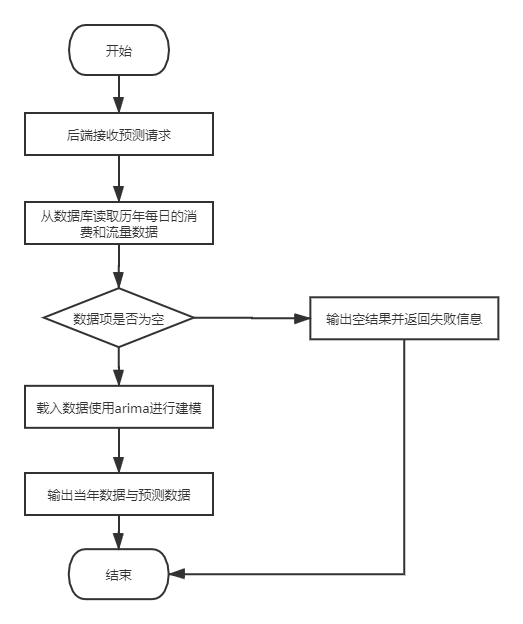 开始
后端接收预测请求
从数据库读取历年每日的消
费和流量数据
数据项是否为空
输出空结果并返回失败信息
载入数据使用arima进行建模
输出当年数据与预测数据
结束